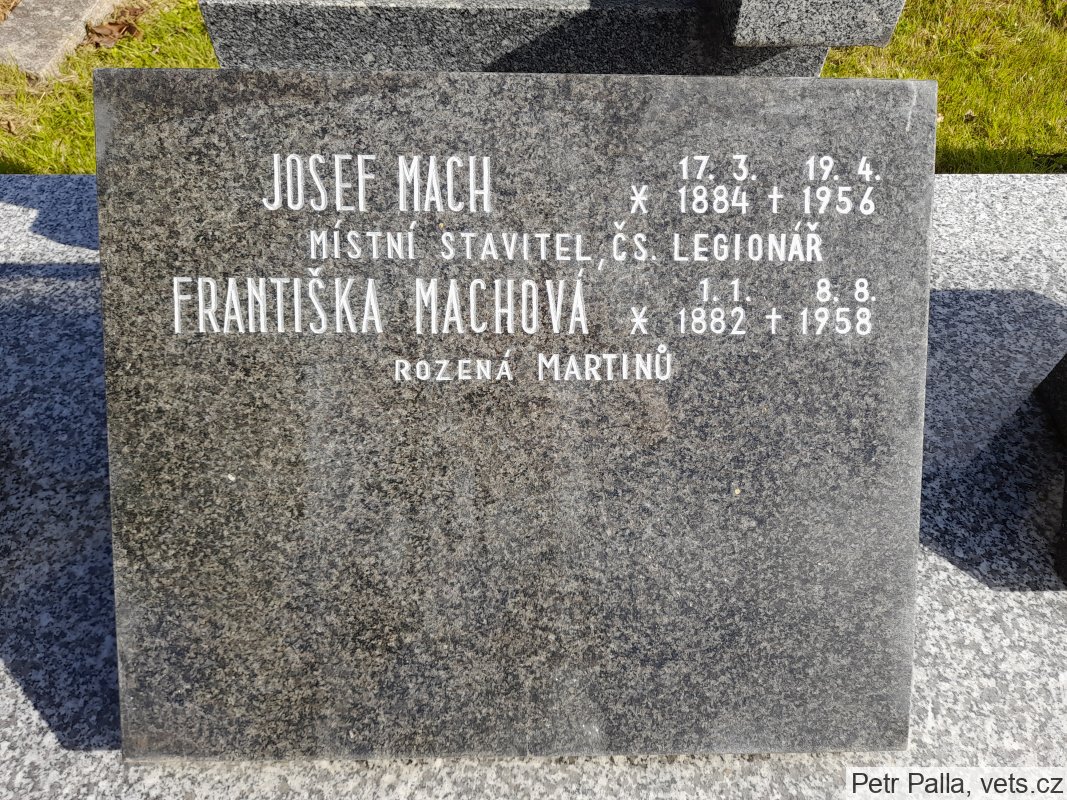 JOSEF MACH * 17. 3. 1884 † 19. 4. 1956
MÍSTNÍ STAVITEL, ČS. LEGIONÁŘ
FRANTIŠKA MACHOVÁ * 1. 1. 1882 † 8. 8. 1958
ROZENÁ MARTINŮ
Petr Palla, vets.cz